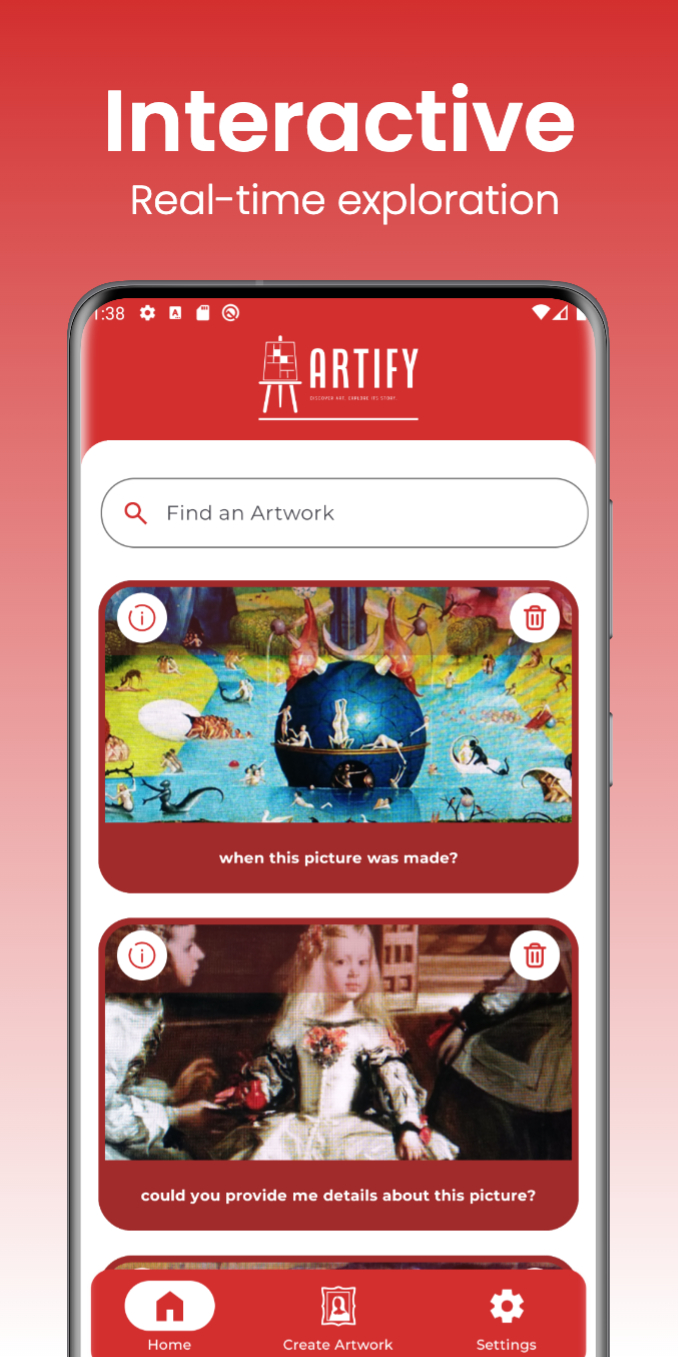 Interactive
Real-time exploration
1:38
ARTIFY
DISCOVER ART, EXPLORE ITS STORY
Find an Artwork
when this picture was made?
could you provide me details about this picture?
Home
Create Artwork
Settings